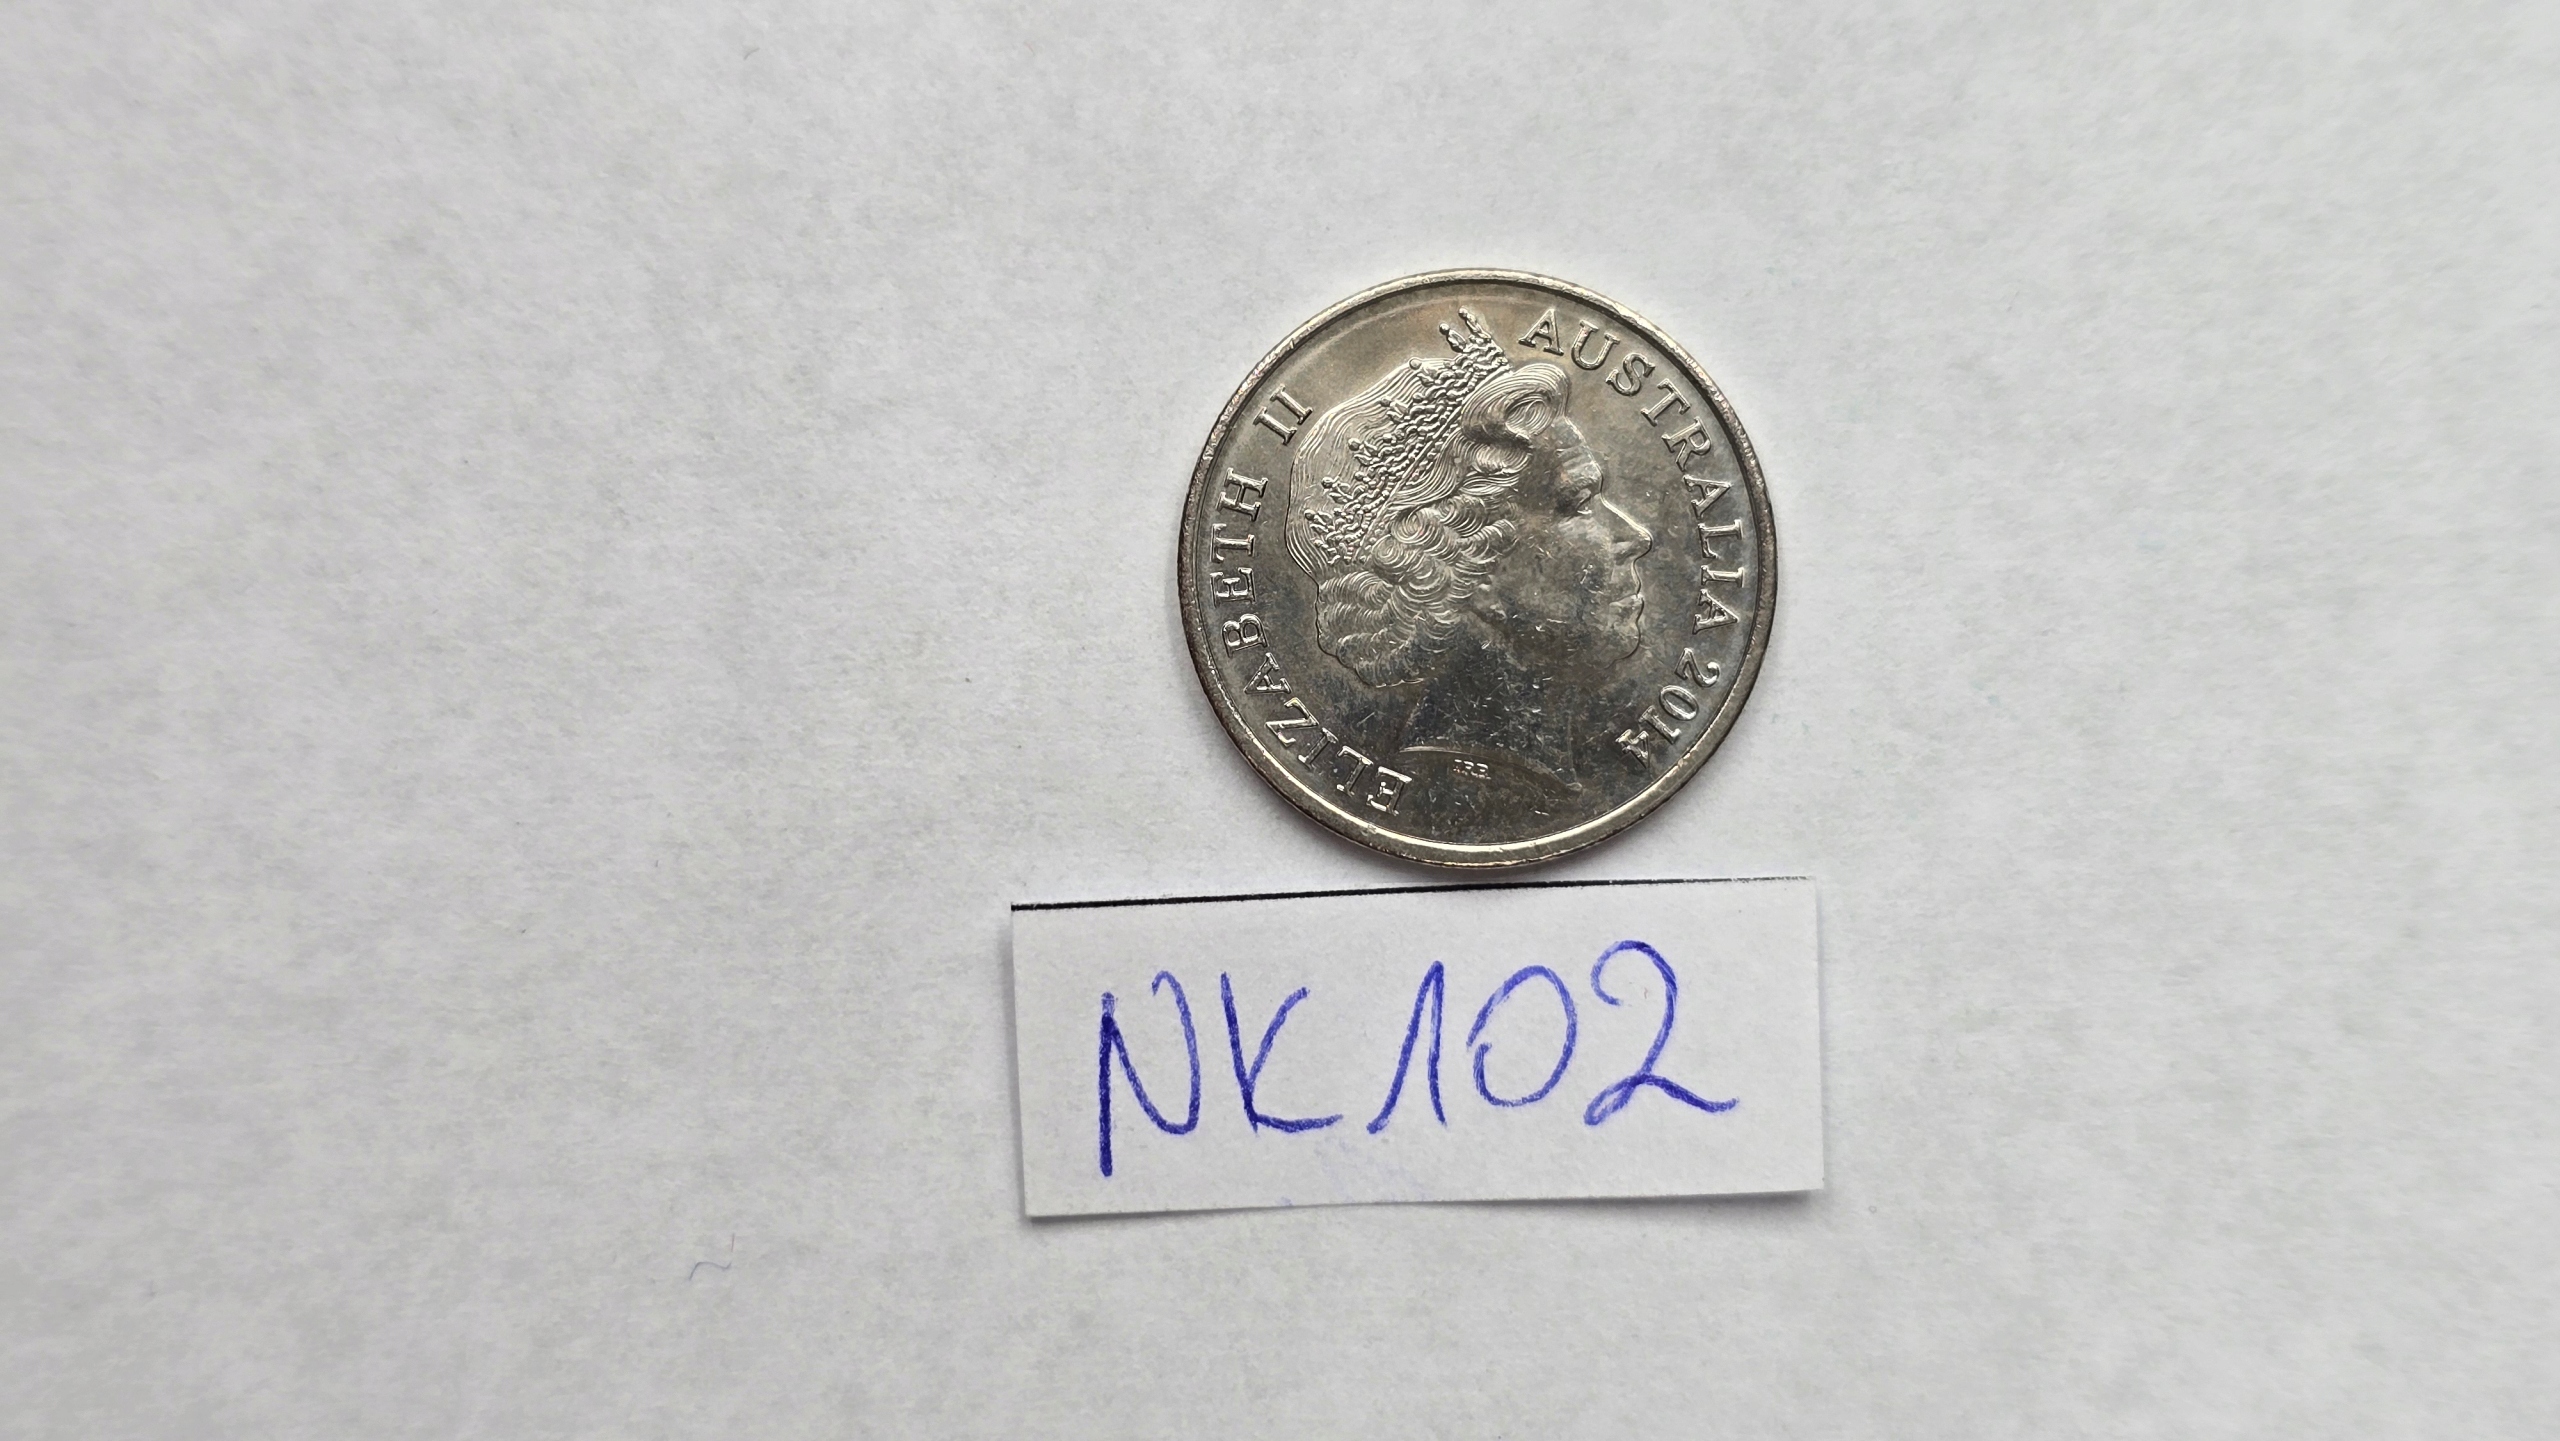 ELIZABETH II AUSTRALIA 2014
IRB
NK102